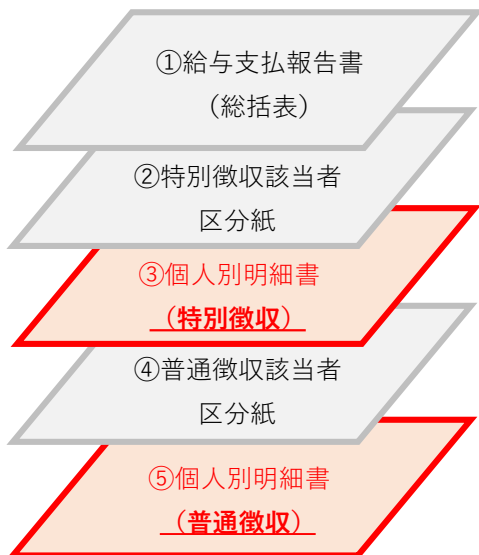 ①給与支払報告書
（総括表）
②特別徴収該当者
区分紙
③個人別明細書
（特別徴収）
④普通徴収該当者
区分紙
⑤個人別明細書
（普通徴収）